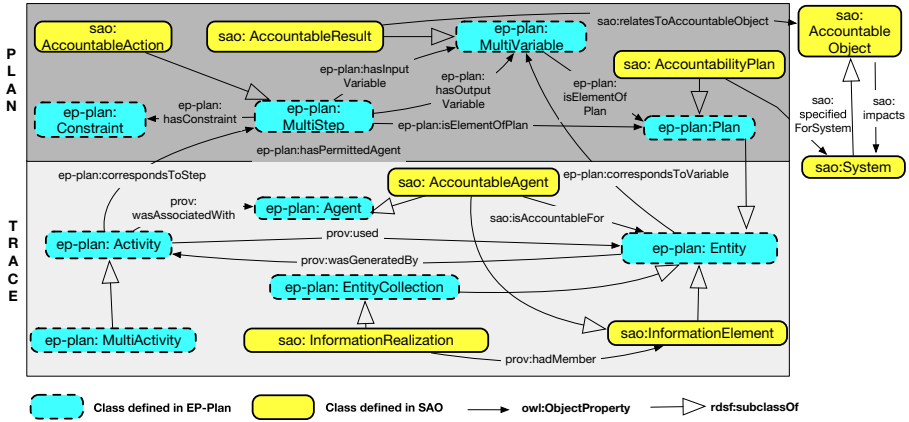 PLAN
sao:
AccountableAction
sao: AccountableResult
ep-plan:
MultiVariable
sao:relatesToAccountableObject
sao:
Accountable
Object
sao: AccountabilityPlan
ep-plan:hasInput
Variable
ep-plan:
hasOutput
Variable
ep-plan:
isElementOf
Plan
ep-plan:
Constraint
ep-plan:
hasConstraint
ep-plan:
MultiStep
ep-plan:isElementOfPlan
ep-plan:Plan
sao:
specified
ForSystem
sao:
impacts
sao:System
ep-plan:hasPermittedAgent
TRACE
ep-plan:correspondsToStep
sao: AccountableAgent
ep-plan:correspondsToVariable
prov:
wasAssociatedWith
ep-plan: Agent
sao:isAccountableFor
ep-plan: Activity
prov:used
ep-plan: Entity
prov:wasGeneratedBy
ep-plan: EntityCollection
ep-plan: MultiActivity
sao: InformationRealization
sao:InformationElement
prov:hadMember
Class defined in EP-Plan
Class defined in SAO
owl:ObjectProperty
rdsf:subclassOf